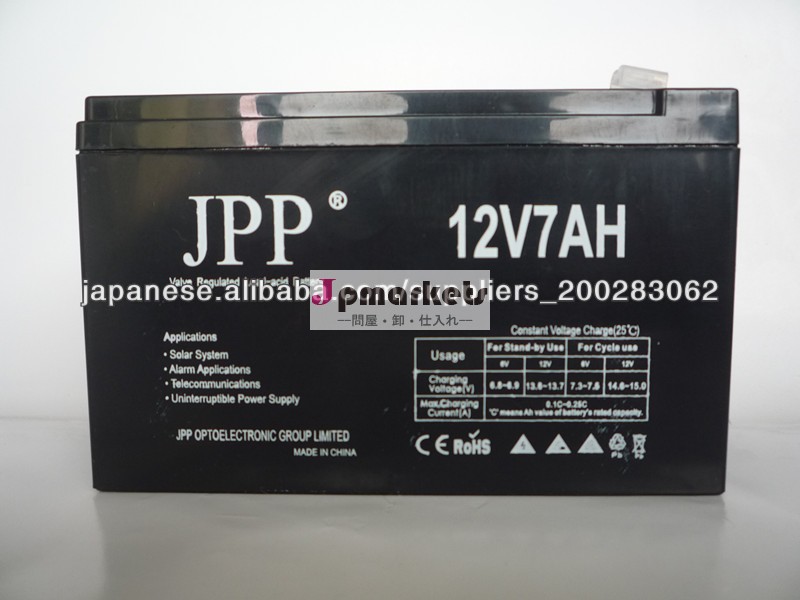 JPP®
12V7AH
Valve Regulated
japanese.alibaba.com/suppliers_200283062
Jpmarkets
―問屋・卸・仕入れ―
Applications
• Solar System
• Alarm Applications
• Telecommunications
• Uninterruptible Power Supply
JPP OPTOELECTRONIC GROUP LIMITED
MADE IN CHINA
Constant Voltage Charge(25℃)
Usage For Stand-by Use For Cycle use
6V 12V 6V 12V
Charging Voltage(V) 6.8-6.9 13.6-13.7 7.3-7.5 14.6-15.0
Max.Charging Current(A) 0.1C-0.25C
"C" means Ah value of battery's rated capacity.
CE RoHS
Pb Pb